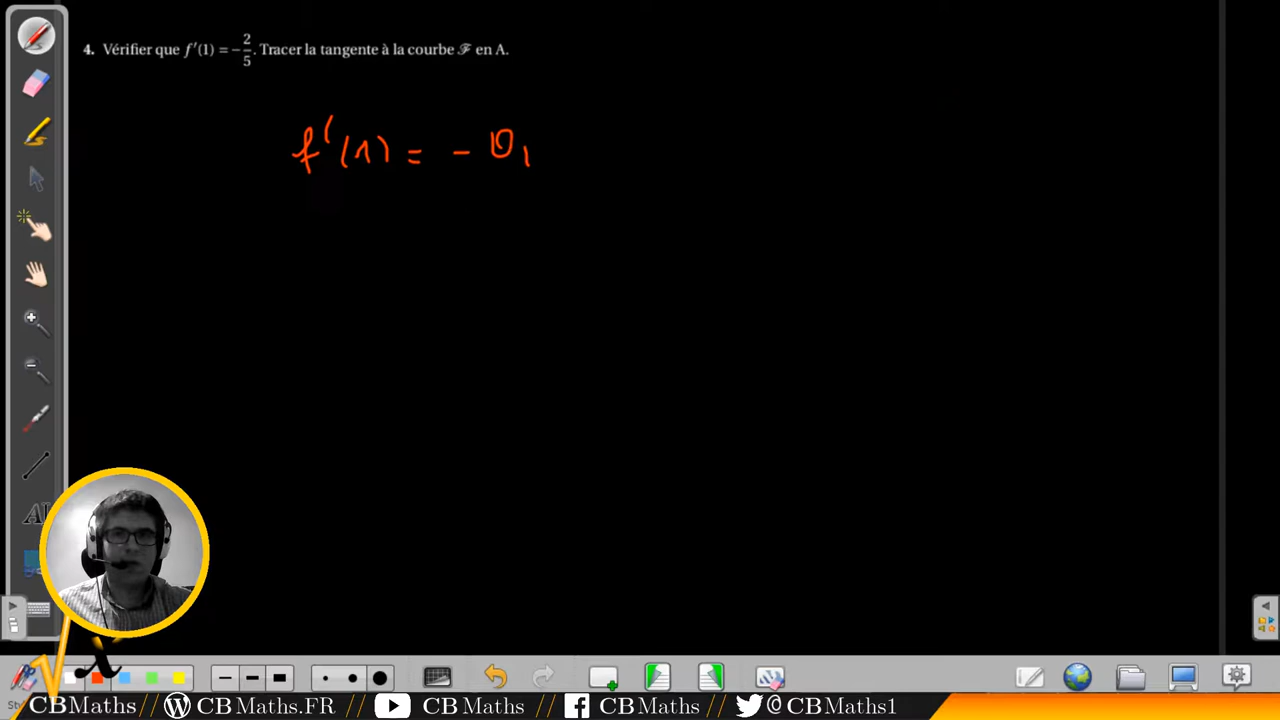 4. Vérifier que f′(1) = −2/5. Tracer la tangente à la courbe ℱ en A.
f′(1) = − 0,
CBMaths // CBMaths.FR // CBMaths // CBMaths // @CBMaths1